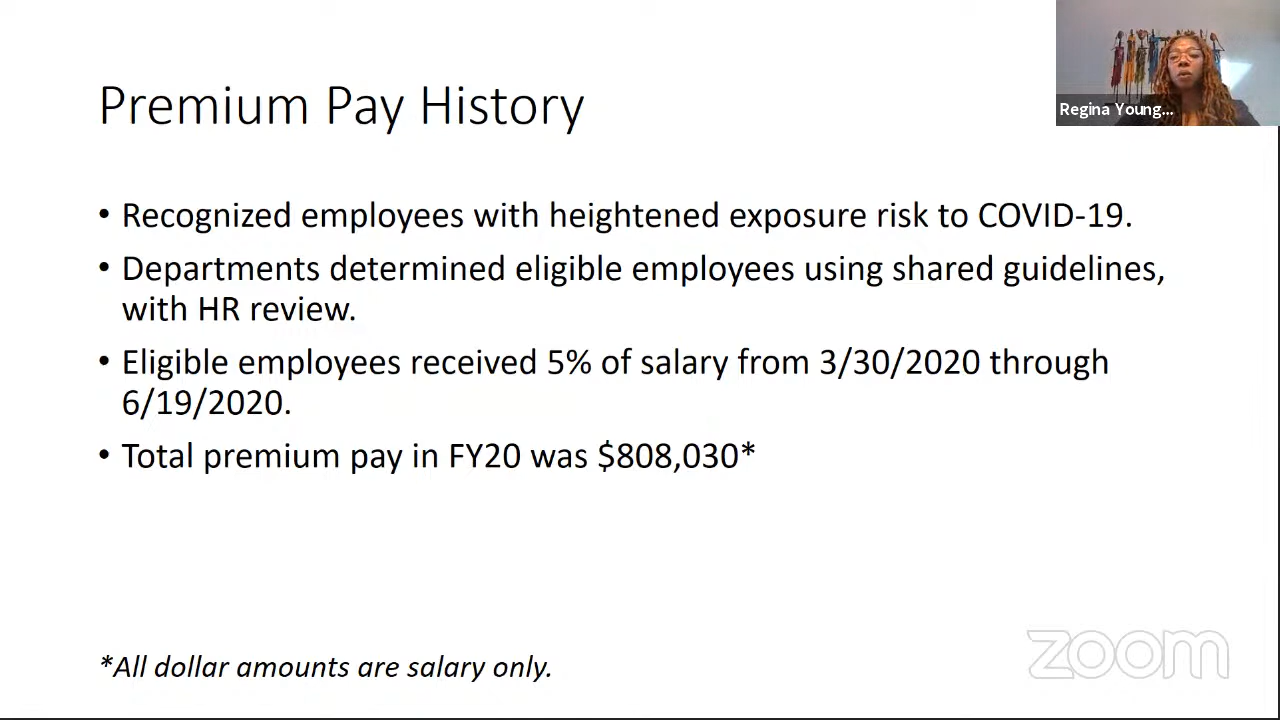 Premium Pay History
Regina Young...
• Recognized employees with heightened exposure risk to COVID-19.
• Departments determined eligible employees using shared guidelines,
with HR review.
• Eligible employees received 5% of salary from 3/30/2020 through
6/19/2020.
• Total premium pay in FY20 was $808,030*
*All dollar amounts are salary only.
zoom